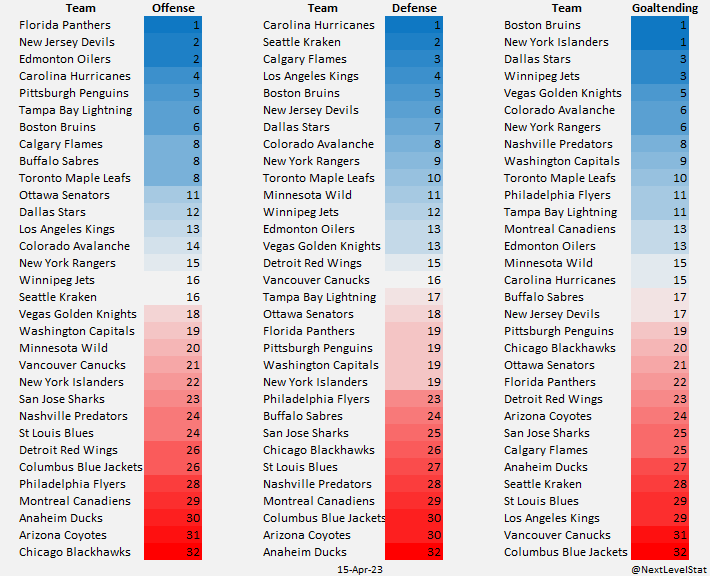 Team Offense Team Defense Team Goaltending
Florida Panthers 1 Carolina Hurricanes 1 Boston Bruins 1
New Jersey Devils 2 Seattle Kraken 2 New York Islanders 1
Edmonton Oilers 2 Calgary Flames 3 Dallas Stars 3
Carolina Hurricanes 4 Los Angeles Kings 4 Winnipeg Jets 3
Pittsburgh Penguins 5 Boston Bruins 5 Vegas Golden Knights 5
Tampa Bay Lightning 6 New Jersey Devils 6 Colorado Avalanche 6
Boston Bruins 6 Dallas Stars 7 New York Rangers 6
Calgary Flames 8 Colorado Avalanche 8 Nashville Predators 8
Buffalo Sabres 8 New York Rangers 9 Washington Capitals 9
Toronto Maple Leafs 8 Toronto Maple Leafs 10 Toronto Maple Leafs 10
Ottawa Senators 11 Minnesota Wild 11 Philadelphia Flyers 11
Dallas Stars 12 Winnipeg Jets 12 Tampa Bay Lightning 11
Los Angeles Kings 13 Edmonton Oilers 13 Montreal Canadiens 13
Colorado Avalanche 14 Vegas Golden Knights 13 Edmonton Oilers 13
New York Rangers 15 Detroit Red Wings 15 Minnesota Wild 15
Winnipeg Jets 16 Vancouver Canucks 16 Carolina Hurricanes 15
Seattle Kraken 16 Tampa Bay Lightning 17 Buffalo Sabres 17
Vegas Golden Knights 18 Ottawa Senators 18 New Jersey Devils 17
Washington Capitals 19 Florida Panthers 19 Pittsburgh Penguins 19
Minnesota Wild 20 Pittsburgh Penguins 19 Chicago Blackhawks 20
Vancouver Canucks 21 Washington Capitals 19 Ottawa Senators 21
New York Islanders 22 New York Islanders 19 Florida Panthers 22
San Jose Sharks 23 Philadelphia Flyers 23 Detroit Red Wings 23
Nashville Predators 24 Buffalo Sabres 24 Arizona Coyotes 24
St Louis Blues 24 San Jose Sharks 25 San Jose Sharks 25
Detroit Red Wings 26 Chicago Blackhawks 26 Calgary Flames 25
Columbus Blue Jackets 26 St Louis Blues 27 Anaheim Ducks 27
Philadelphia Flyers 28 Nashville Predators 28 Seattle Kraken 28
Montreal Canadiens 29 Montreal Canadiens 29 St Louis Blues 29
Anaheim Ducks 30 Columbus Blue Jackets 30 Los Angeles Kings 29
Arizona Coyotes 31 Arizona Coyotes 30 Vancouver Canucks 31
Chicago Blackhawks 32 Anaheim Ducks 32 Columbus Blue Jackets 32
15-Apr-23 @NextLevelStat